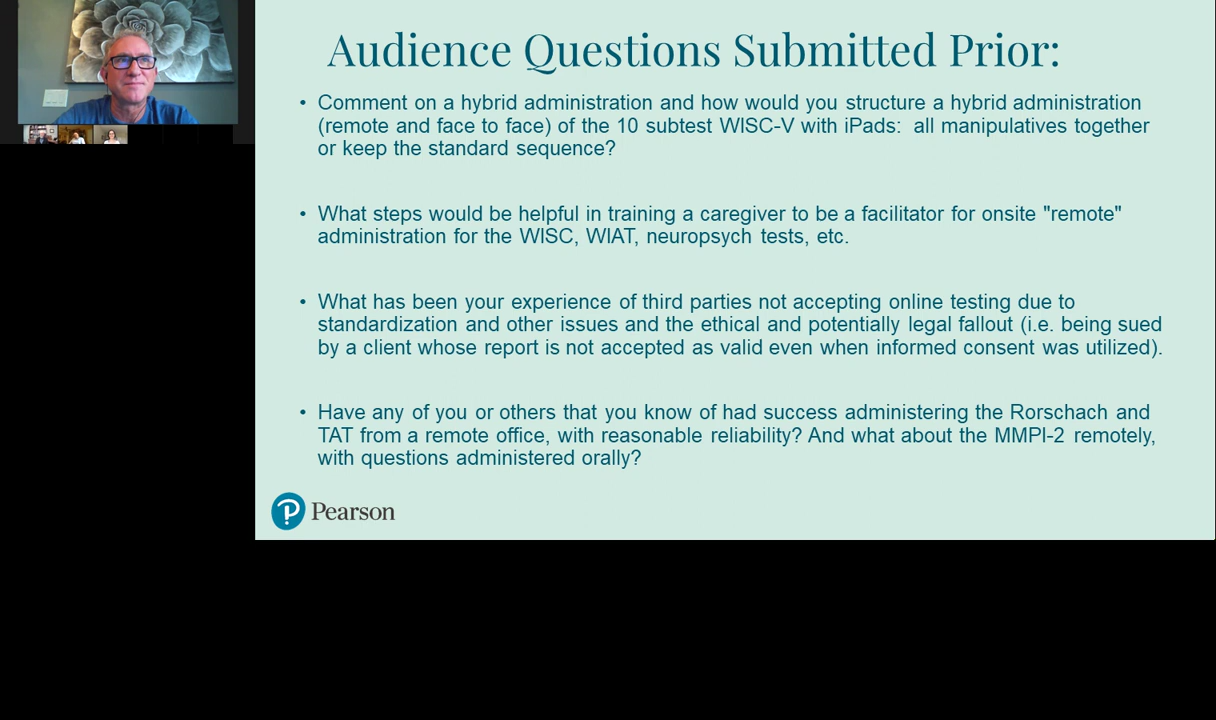 Audience Questions Submitted Prior:
• Comment on a hybrid administration and how would you structure a hybrid administration
(remote and face to face) of the 10 subtest WISC-V with iPads:  all manipulatives together
or keep the standard sequence?
• What steps would be helpful in training a caregiver to be a facilitator for onsite "remote"
administration for the WISC, WIAT, neuropsych tests, etc.
• What has been your experience of third parties not accepting online testing due to
standardization and other issues and the ethical and potentially legal fallout (i.e. being sued
by a client whose report is not accepted as valid even when informed consent was utilized).
• Have any of you or others that you know of had success administering the Rorschach and
TAT from a remote office, with reasonable reliability? And what about the MMPI-2 remotely,
with questions administered orally?
Pearson